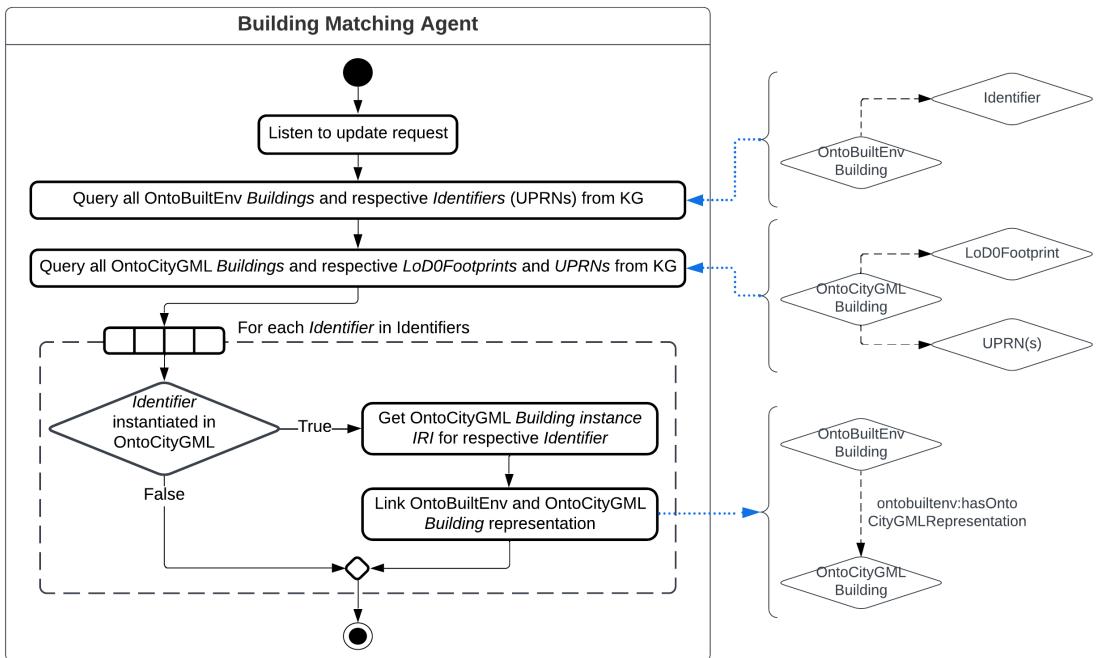 Building Matching Agent
Listen to update request
Query all OntoBuiltEnv Buildings and respective Identifiers (UPRNs) from KG
Query all OntoCityGML Buildings and respective LoD0Footprints and UPRNs from KG
For each Identifier in Identifiers
Identifier
instantiated in
OntoCityGML
True
False
Get OntoCityGML Building instance
IRI for respective Identifier
Link OntoBuiltEnv and OntoCityGML
Building representation
Identifier
OntoBuiltEnv
Building
LoD0Footprint
OntoCityGML
Building
UPRN(s)
OntoBuiltEnv
Building
ontobuiltenv:hasOnto
CityGMLRepresentation
OntoCityGML
Building